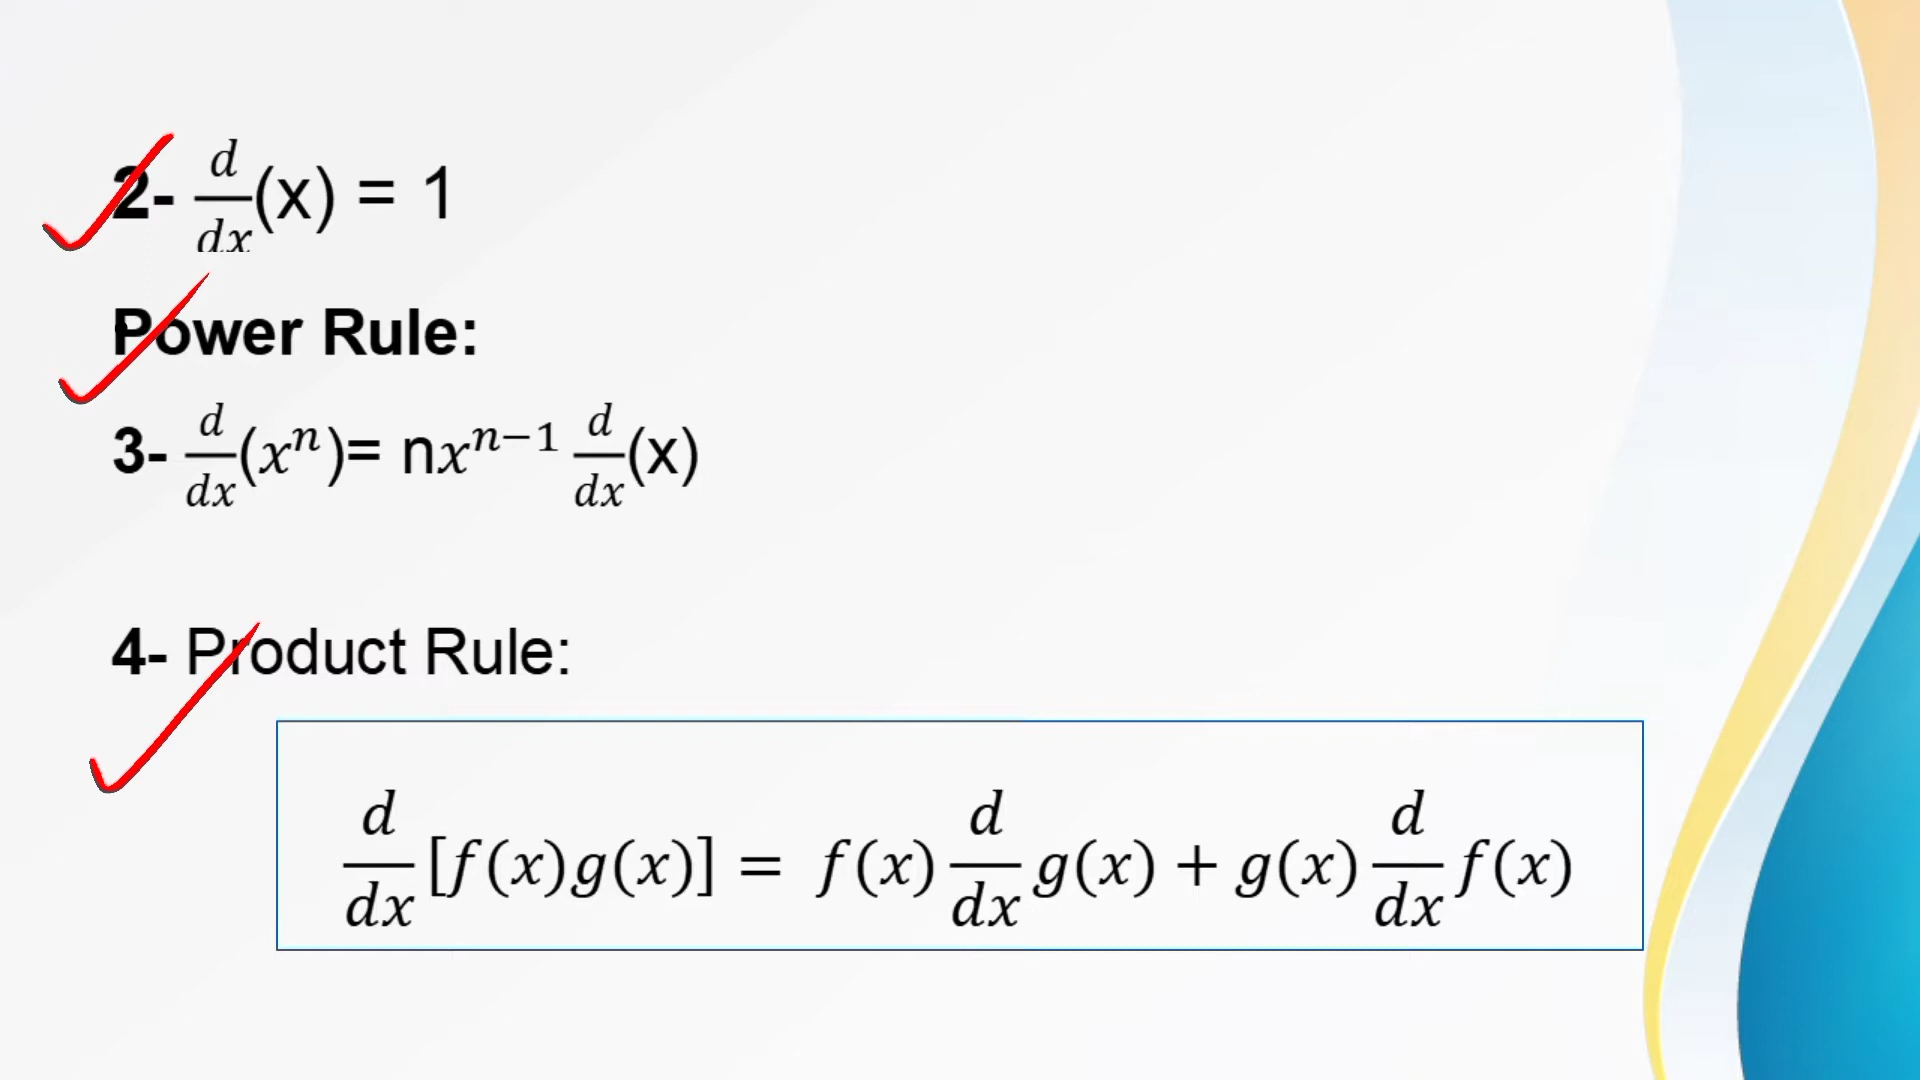 2- d/dx (x) = 1
Power Rule:
3- d/dx (xⁿ)= nxⁿ⁻¹ d/dx (x)
4- Product Rule:
d/dx [f(x)g(x)] = f(x) d/dx g(x) + g(x) d/dx f(x)